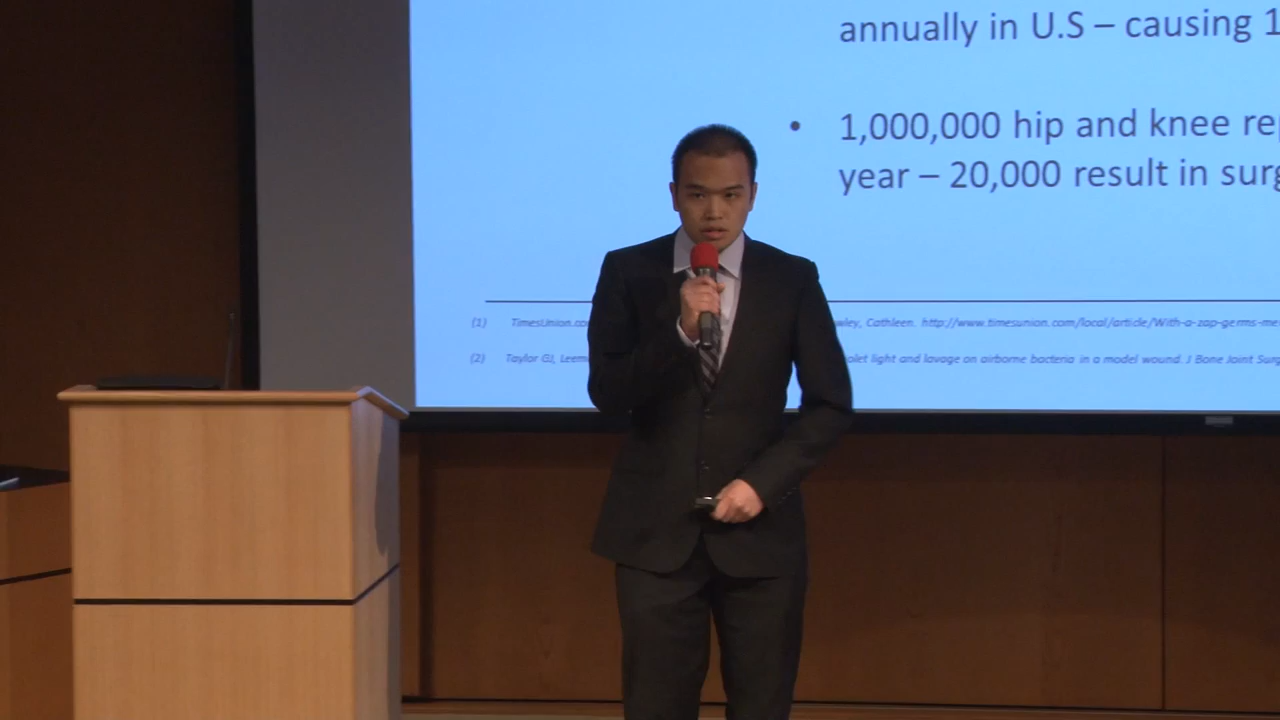 annually in U.S – causing 1
• 1,000,000 hip and knee rep
year – 20,000 result in surg
(1) TimesUnion.co wley, Cathleen. http://www.timesunion.com/local/article/With-a-zap-germs-me
(2) Taylor GJ, Leem olet light and lavage on airborne bacteria in a model wound. J Bone Joint Surg